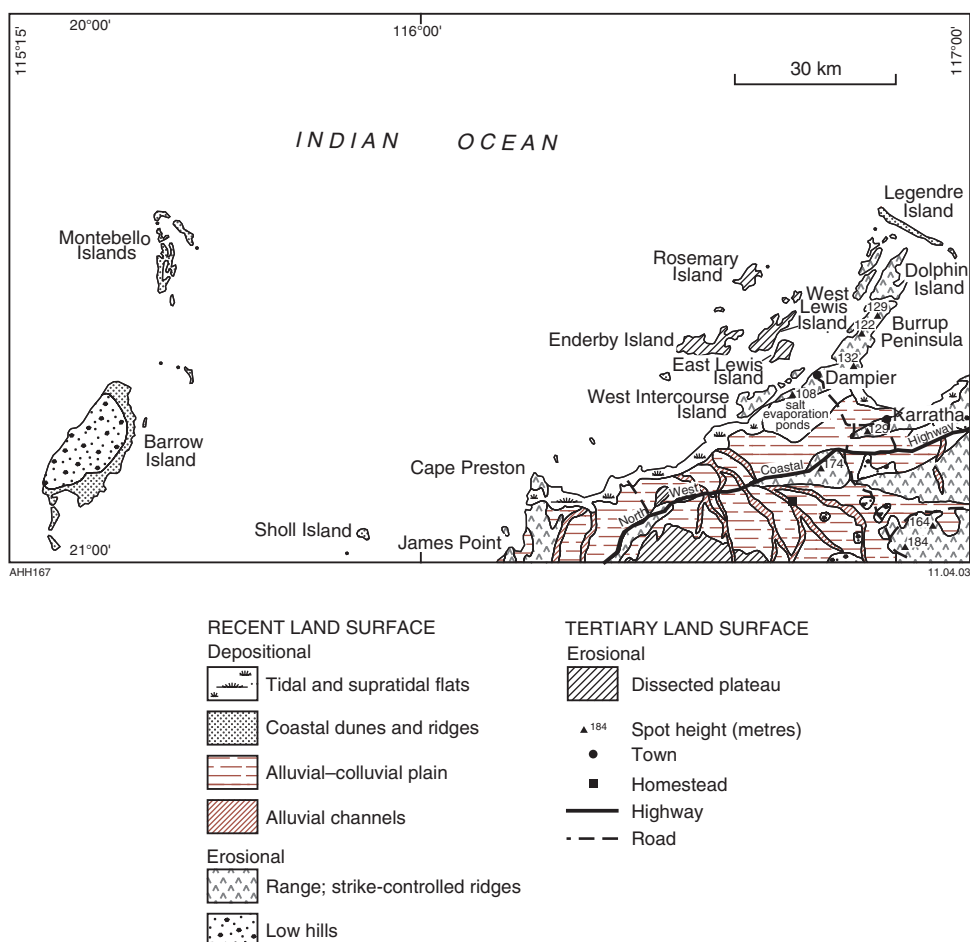 20°00'
115°15'
116°00'
117°00'
30 km
INDIAN OCEAN
Legendre
Island
Montebello
Islands
Rosemary
Island
Dolphin
Island
West
Lewis
Island
129
122
Burrup
Peninsula
Enderby Island
East Lewis
Island
132
Dampier
West Intercourse
Island
108
salt
evaporation
ponds
Karratha
129
Highway
Barrow
Island
Cape Preston
Coastal
174
West
North
Sholl Island
James Point
164
184
21°00'
AHH167
11.04.03
RECENT LAND SURFACE
Depositional
Tidal and supratidal flats
Coastal dunes and ridges
Alluvial–colluvial plain
Alluvial channels
Erosional
Range; strike-controlled ridges
Low hills
TERTIARY LAND SURFACE
Erosional
Dissected plateau
184
Spot height (metres)
Town
Homestead
Highway
Road